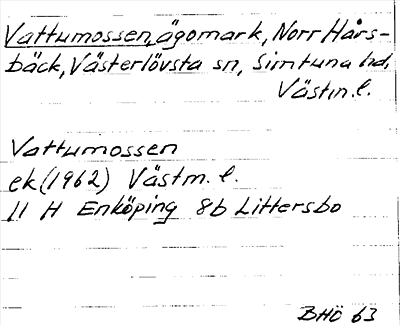 Vattumossen, ägomark, Norr Hårs-
bäck, Västerlövsta sn, Simtuna hd,
Västm. l.
Vattumossen
ek (1962) Västm. l.
11 H Enköping 8b Littersbo
BHÖ 63